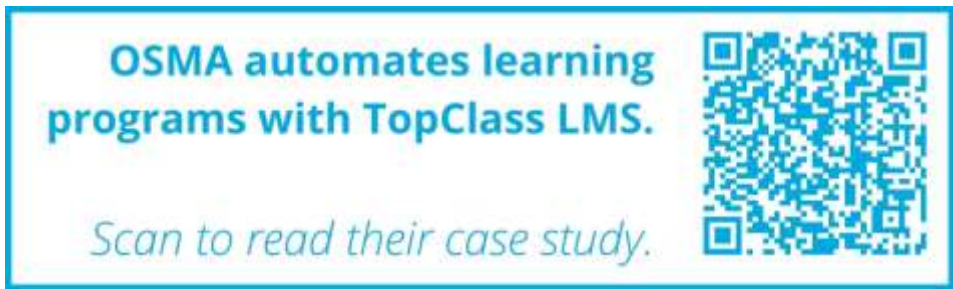 OSMA automates learning
programs with TopClass LMS.
Scan to read their case study.